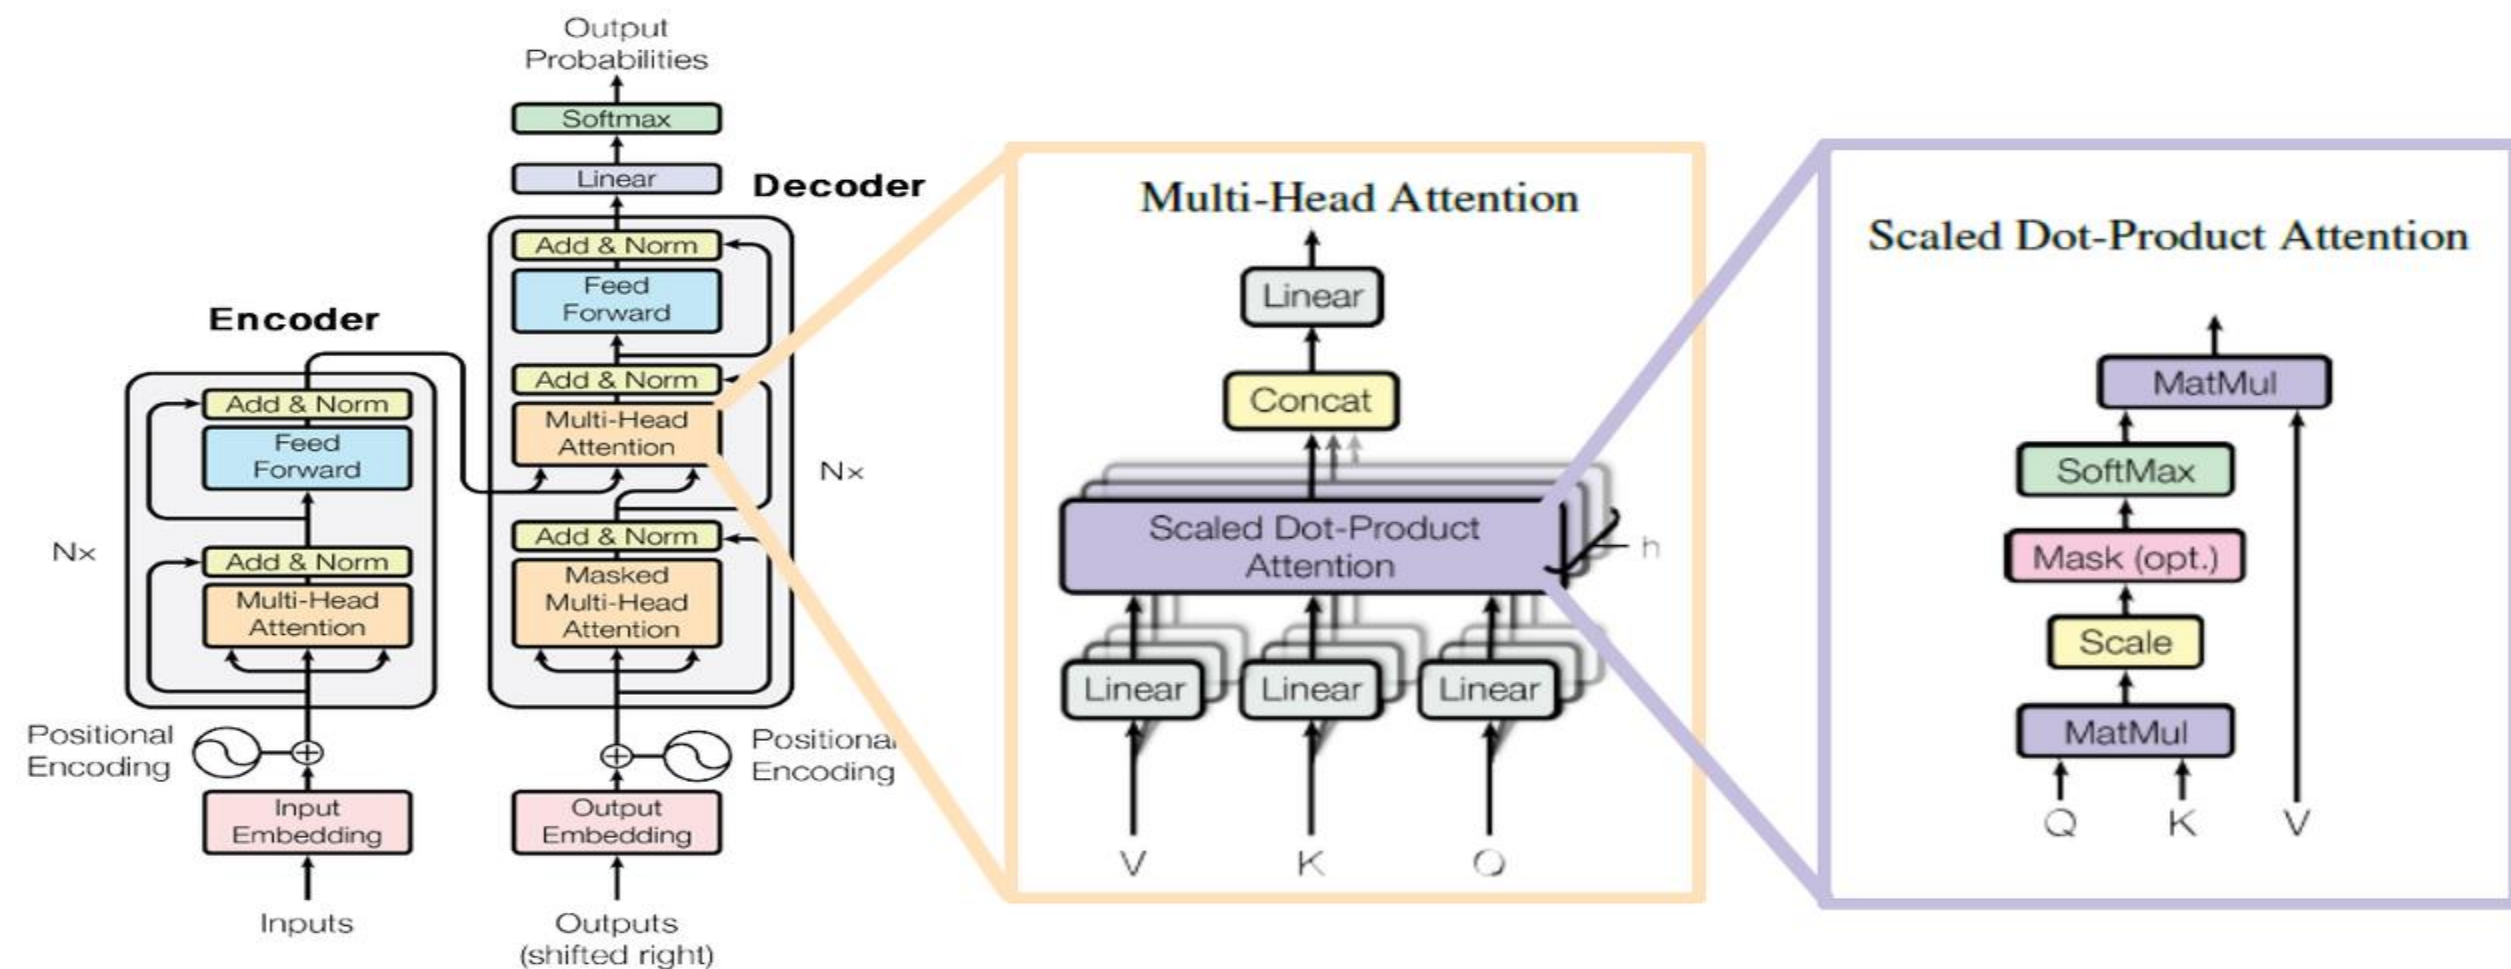 Output
Probabilities
Softmax
Linear
Decoder
Add & Norm
Feed
Forward
Add & Norm
Multi-Head
Attention
Nx
Add & Norm
Masked
Multi-Head
Attention
Positional
Encoding
Output
Embedding
Outputs
(shifted right)
Encoder
Add & Norm
Feed
Forward
Nx
Add & Norm
Multi-Head
Attention
Positional
Encoding
Input
Embedding
Inputs
Multi-Head Attention
Linear
Concat
Scaled Dot-Product
Attention
h
Linear Linear Linear
V K Q
Scaled Dot-Product Attention
MatMul
SoftMax
Mask (opt.)
Scale
MatMul
Q K V